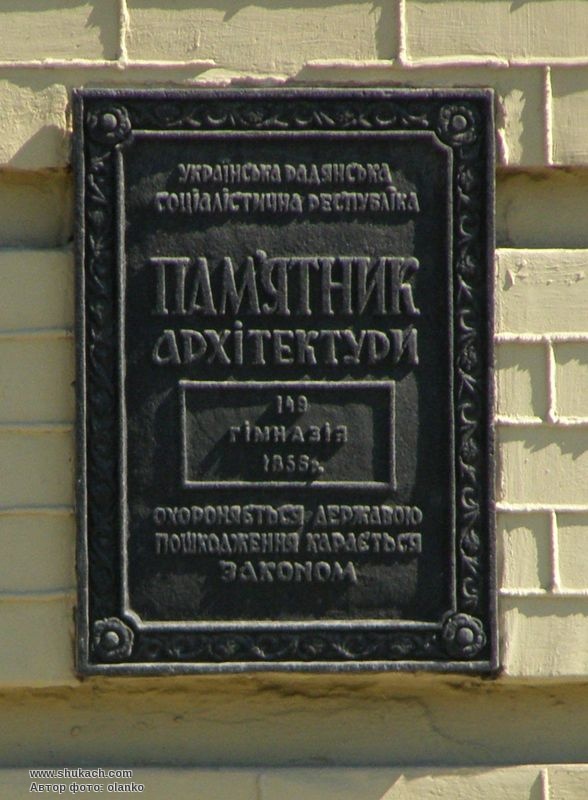 УКРАЇНСЬКА РАДЯНСЬКА
СОЦІАЛІСТИЧНА РЕСПУБЛІКА
ПАМ'ЯТНИК
АРХІТЕКТУРИ
149
ГІМНАЗІЯ
1856р.
ОХОРОНЯЄТЬСЯ ДЕРЖАВОЮ
ПОШКОДЖЕННЯ КАРАЄТЬСЯ
ЗАКОНОМ
www.shukach.com
Автор фото: olanko